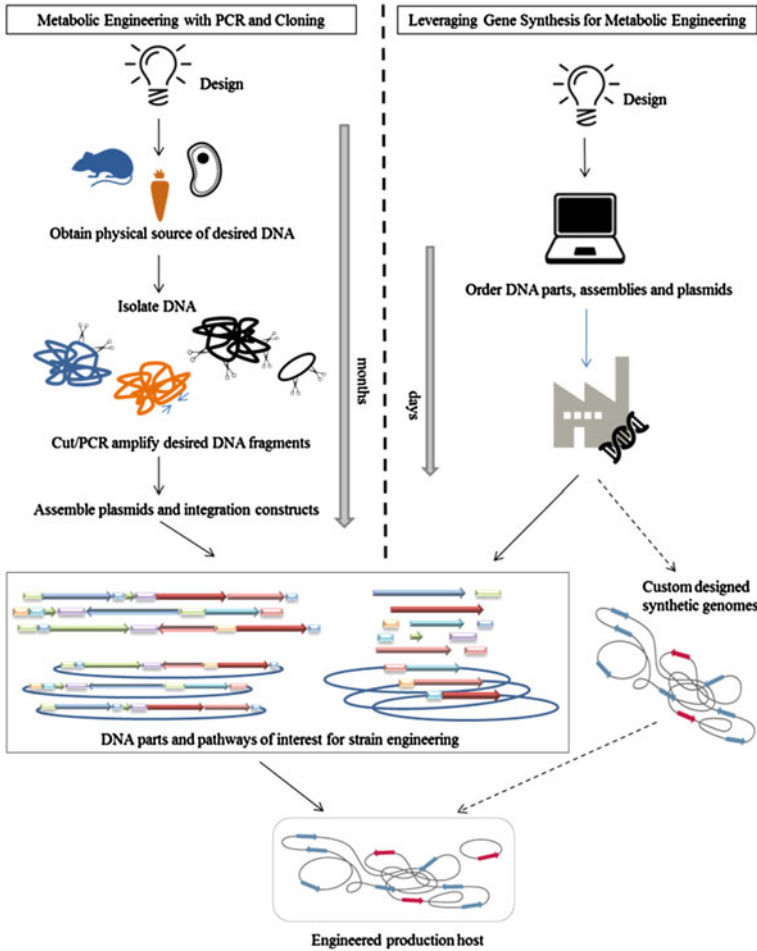 Metabolic Engineering with PCR and Cloning
Design
Obtain physical source of desired DNA
Isolate DNA
Cut/PCR amplify desired DNA fragments
Assemble plasmids and integration constructs
months
Leveraging Gene Synthesis for Metabolic Engineering
Design
Order DNA parts, assemblies and plasmids
days
Custom designed
synthetic genomes
DNA parts and pathways of interest for strain engineering
Engineered production host